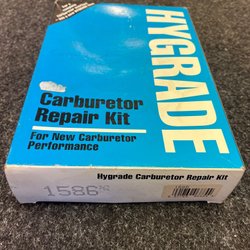 HYGRADE
Carburetor
Repair Kit
For New Carburetor
Performance
Hygrade Carburetor Repair Kit
1586